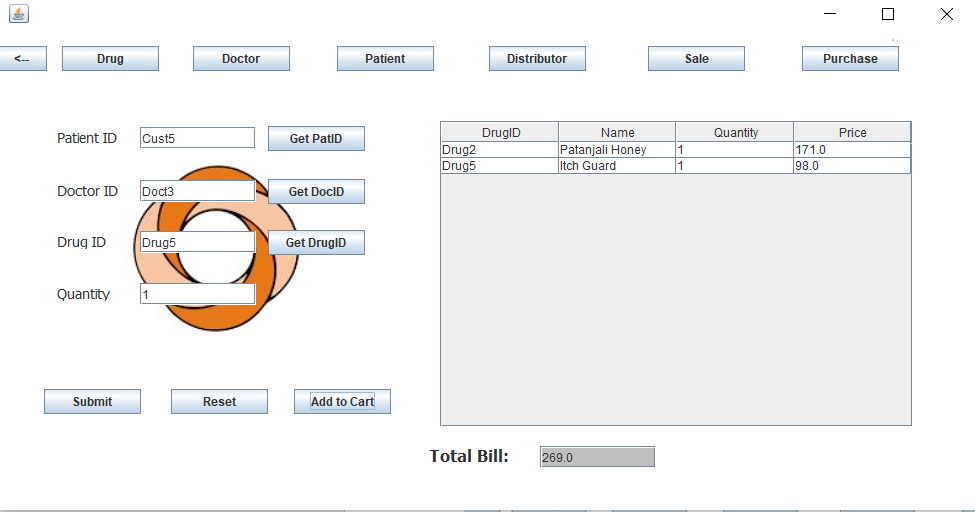 <-- Drug Doctor Patient Distributor Sale Purchase
Patient ID Cust5 Get PatID
Doctor ID Doct3 Get DocID
Drug ID Drug5 Get DrugID
Quantity 1
Submit Reset Add to Cart
DrugID Name Quantity Price
Drug2 Patanjali Honey 1 171.0
Drug5 Itch Guard 1 98.0
Total Bill: 269.0